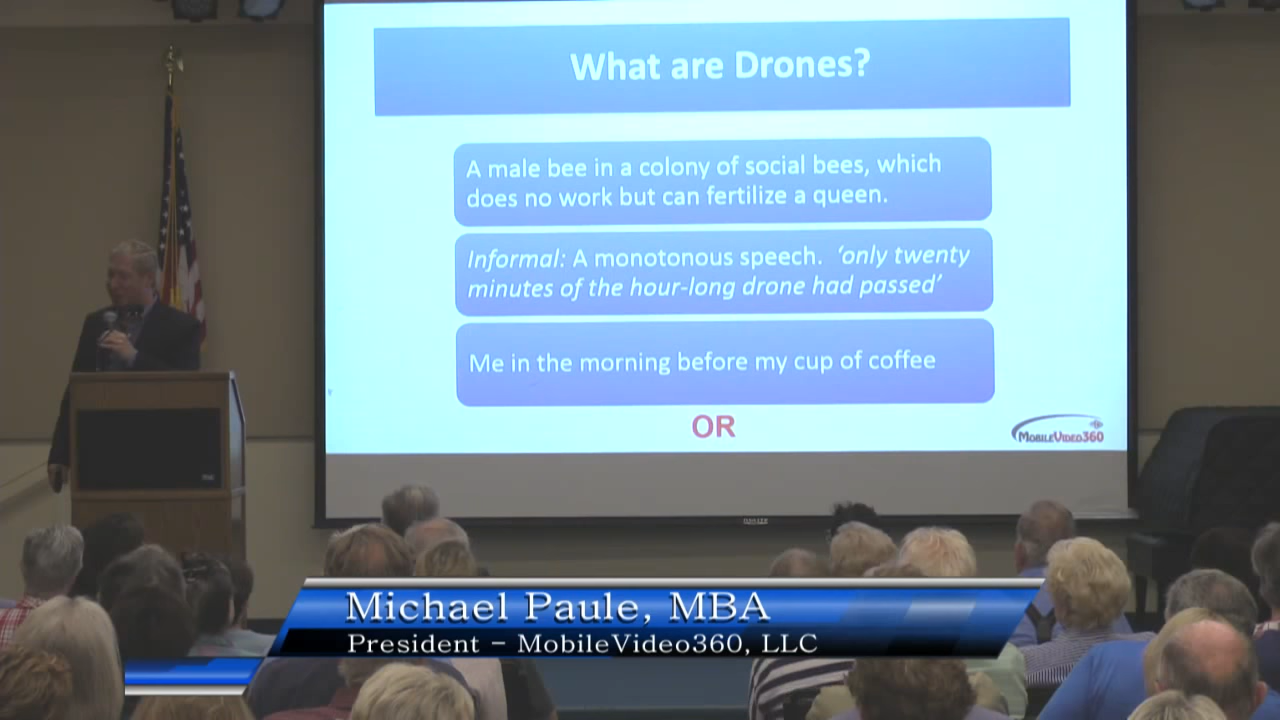 What are Drones?
A male bee in a colony of social bees, which
does no work but can fertilize a queen.
Informal: A monotonous speech. ‘only twenty
minutes of the hour-long drone had passed’
Me in the morning before my cup of coffee
OR
MOBILEVIDEO360
Michael Paule, MBA
President – MobileVideo360, LLC